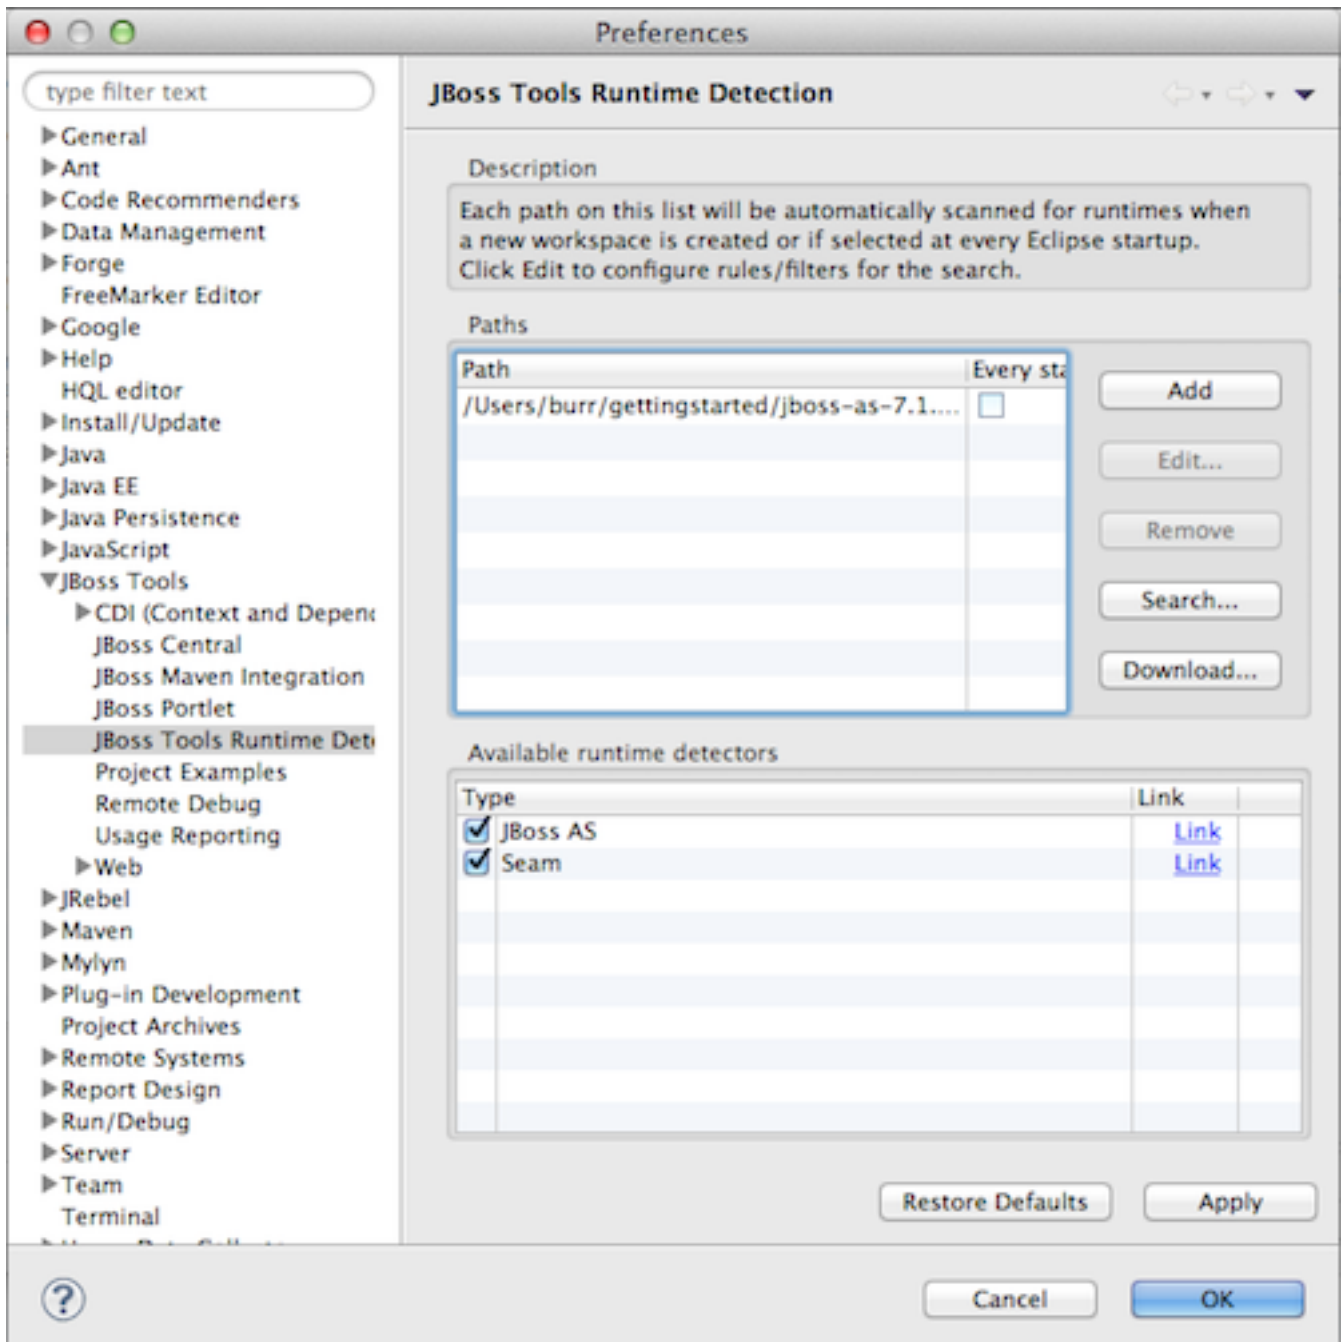 Preferences
type filter text
General
Ant
Code Recommenders
Data Management
Forge
FreeMarker Editor
Google
Help
HQL editor
Install/Update
Java
Java EE
Java Persistence
JavaScript
JBoss Tools
CDI (Context and Depend
JBoss Central
JBoss Maven Integration
JBoss Portlet
JBoss Tools Runtime Det
Project Examples
Remote Debug
Usage Reporting
Web
JRebel
Maven
Mylyn
Plug-in Development
Project Archives
Remote Systems
Report Design
Run/Debug
Server
Team
Terminal
JBoss Tools Runtime Detection
Description
Each path on this list will be automatically scanned for runtimes when
a new workspace is created or if selected at every Eclipse startup.
Click Edit to configure rules/filters for the search.
Paths
Path Every sta
/Users/burr/gettingstarted/jboss-as-7.1....
Add
Edit...
Remove
Search...
Download...
Available runtime detectors
Type Link
JBoss AS Link
Seam Link
Restore Defaults Apply
? Cancel OK